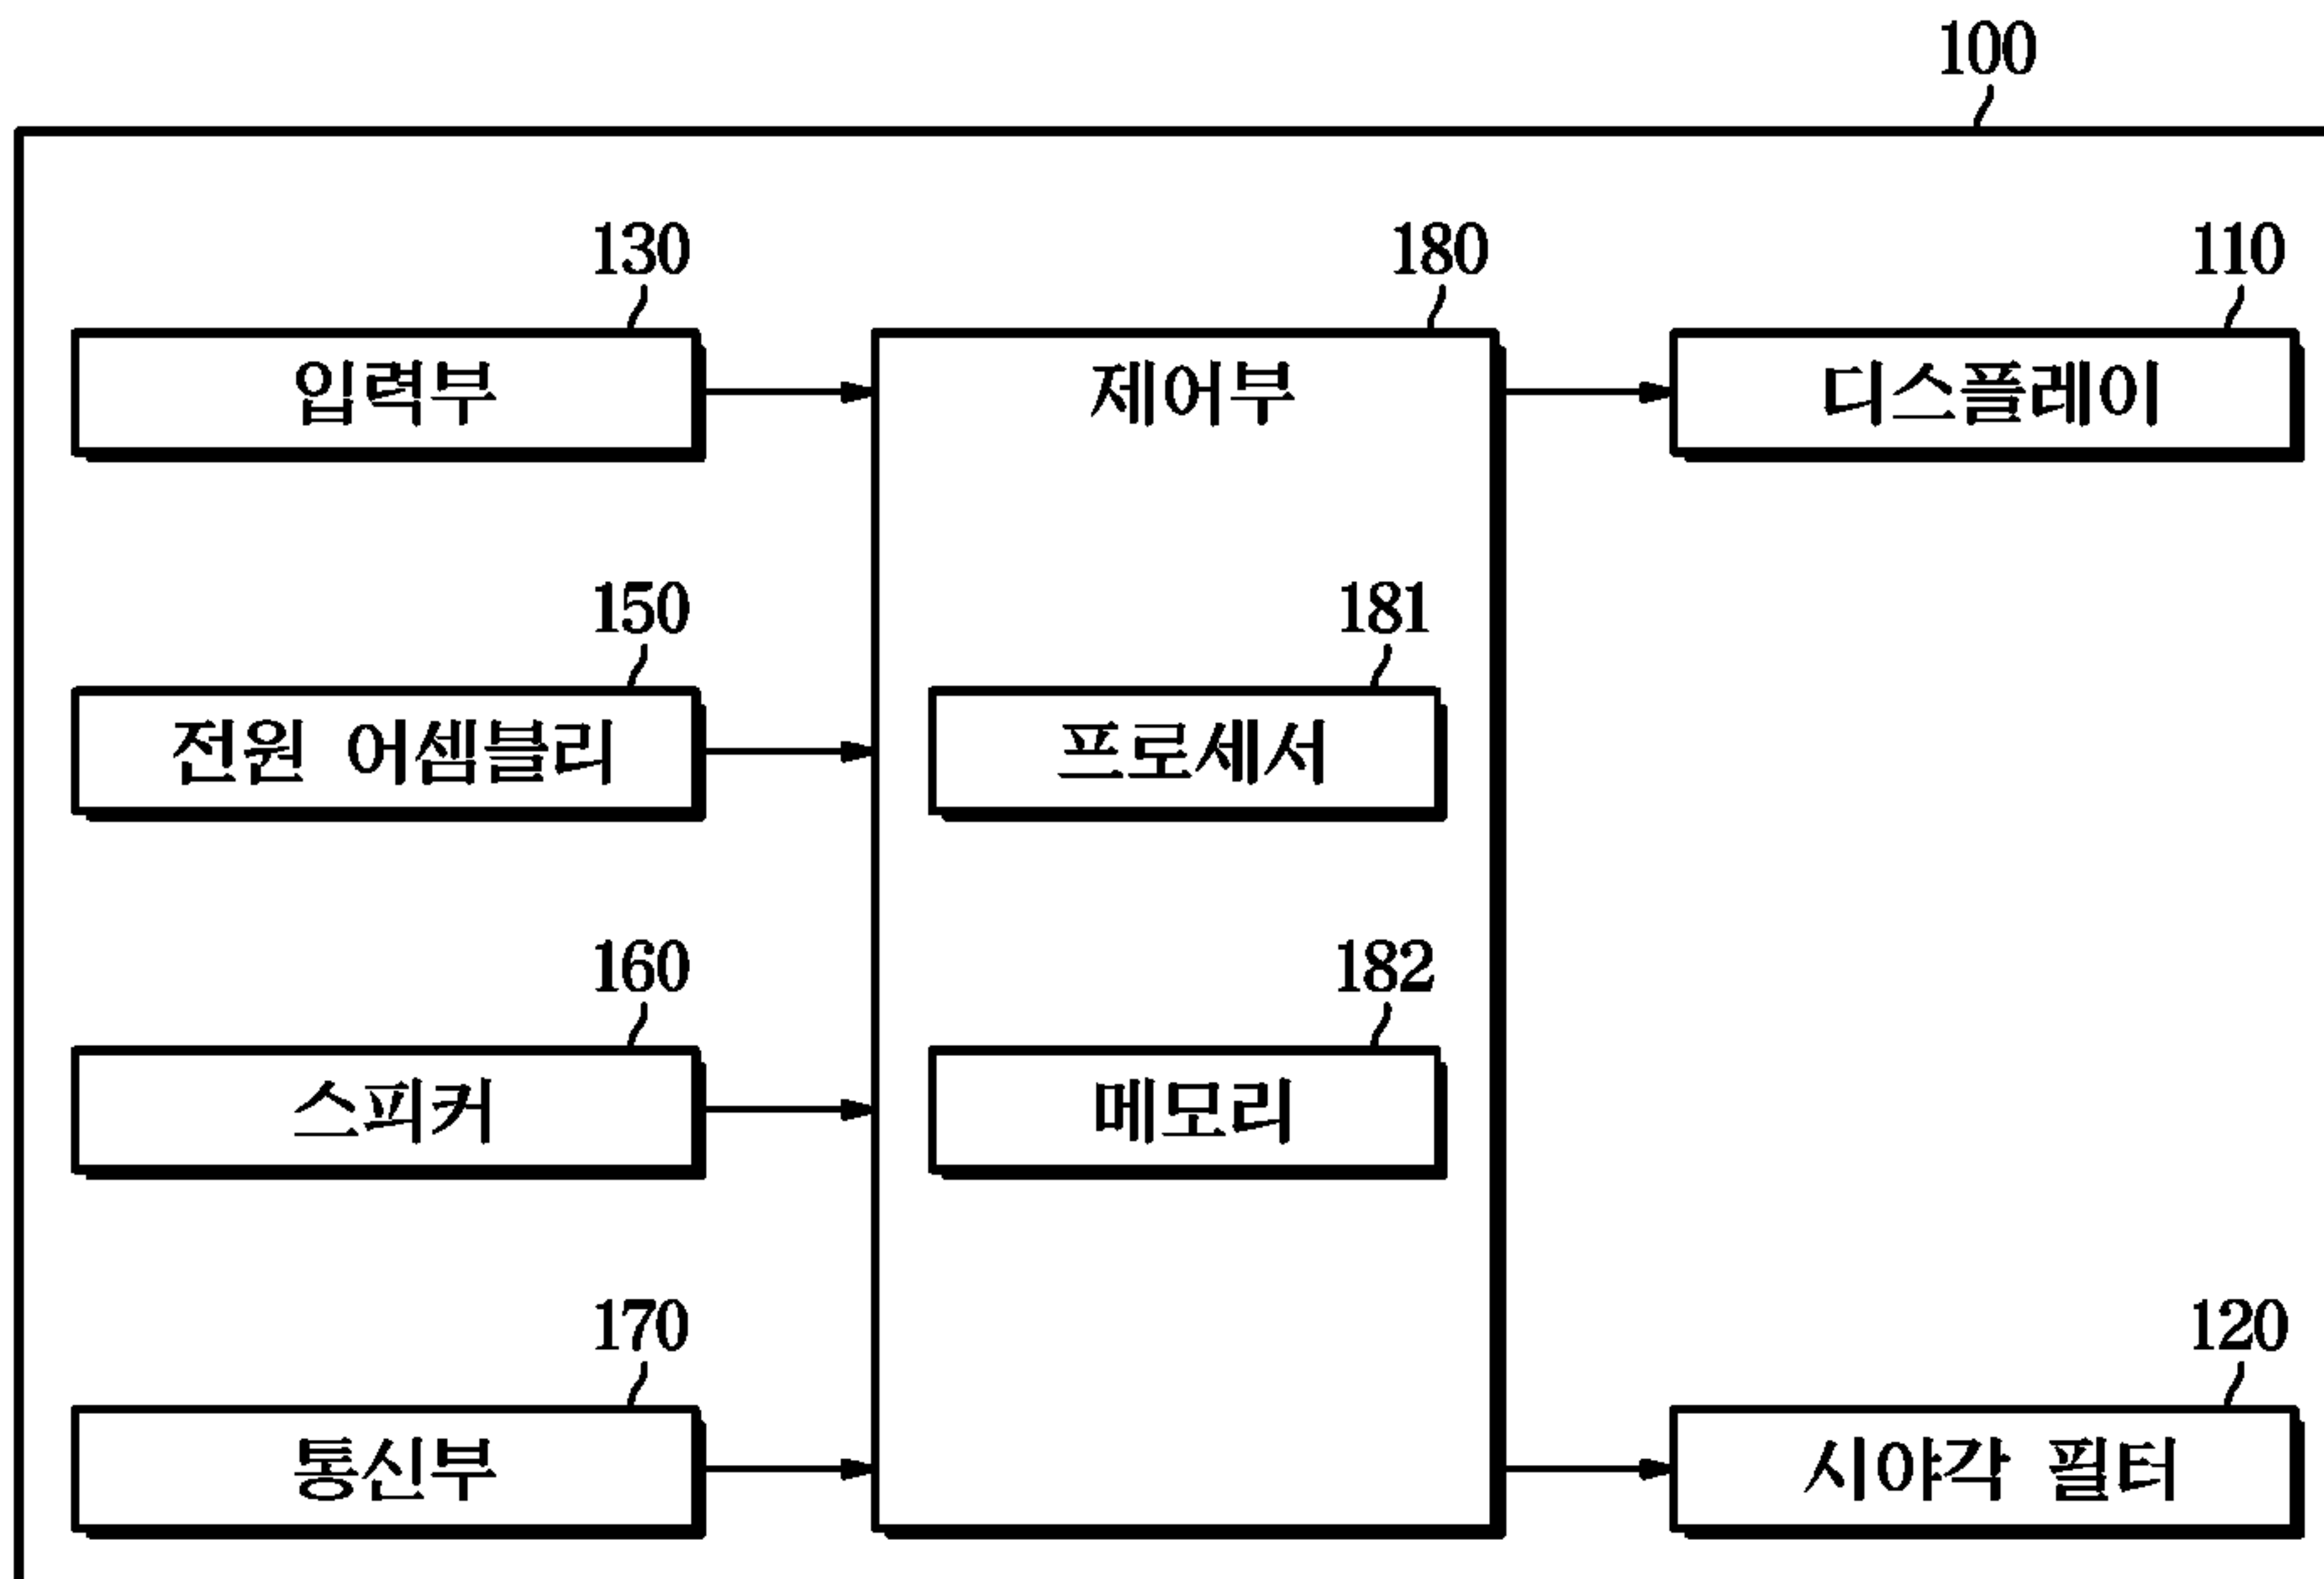 100
130
180
110
입력부
제어부
디스플레이
150
181
전원 어셈블리
프로세서
160
182
스피커
메모리
170
120
통신부
시야각 필터